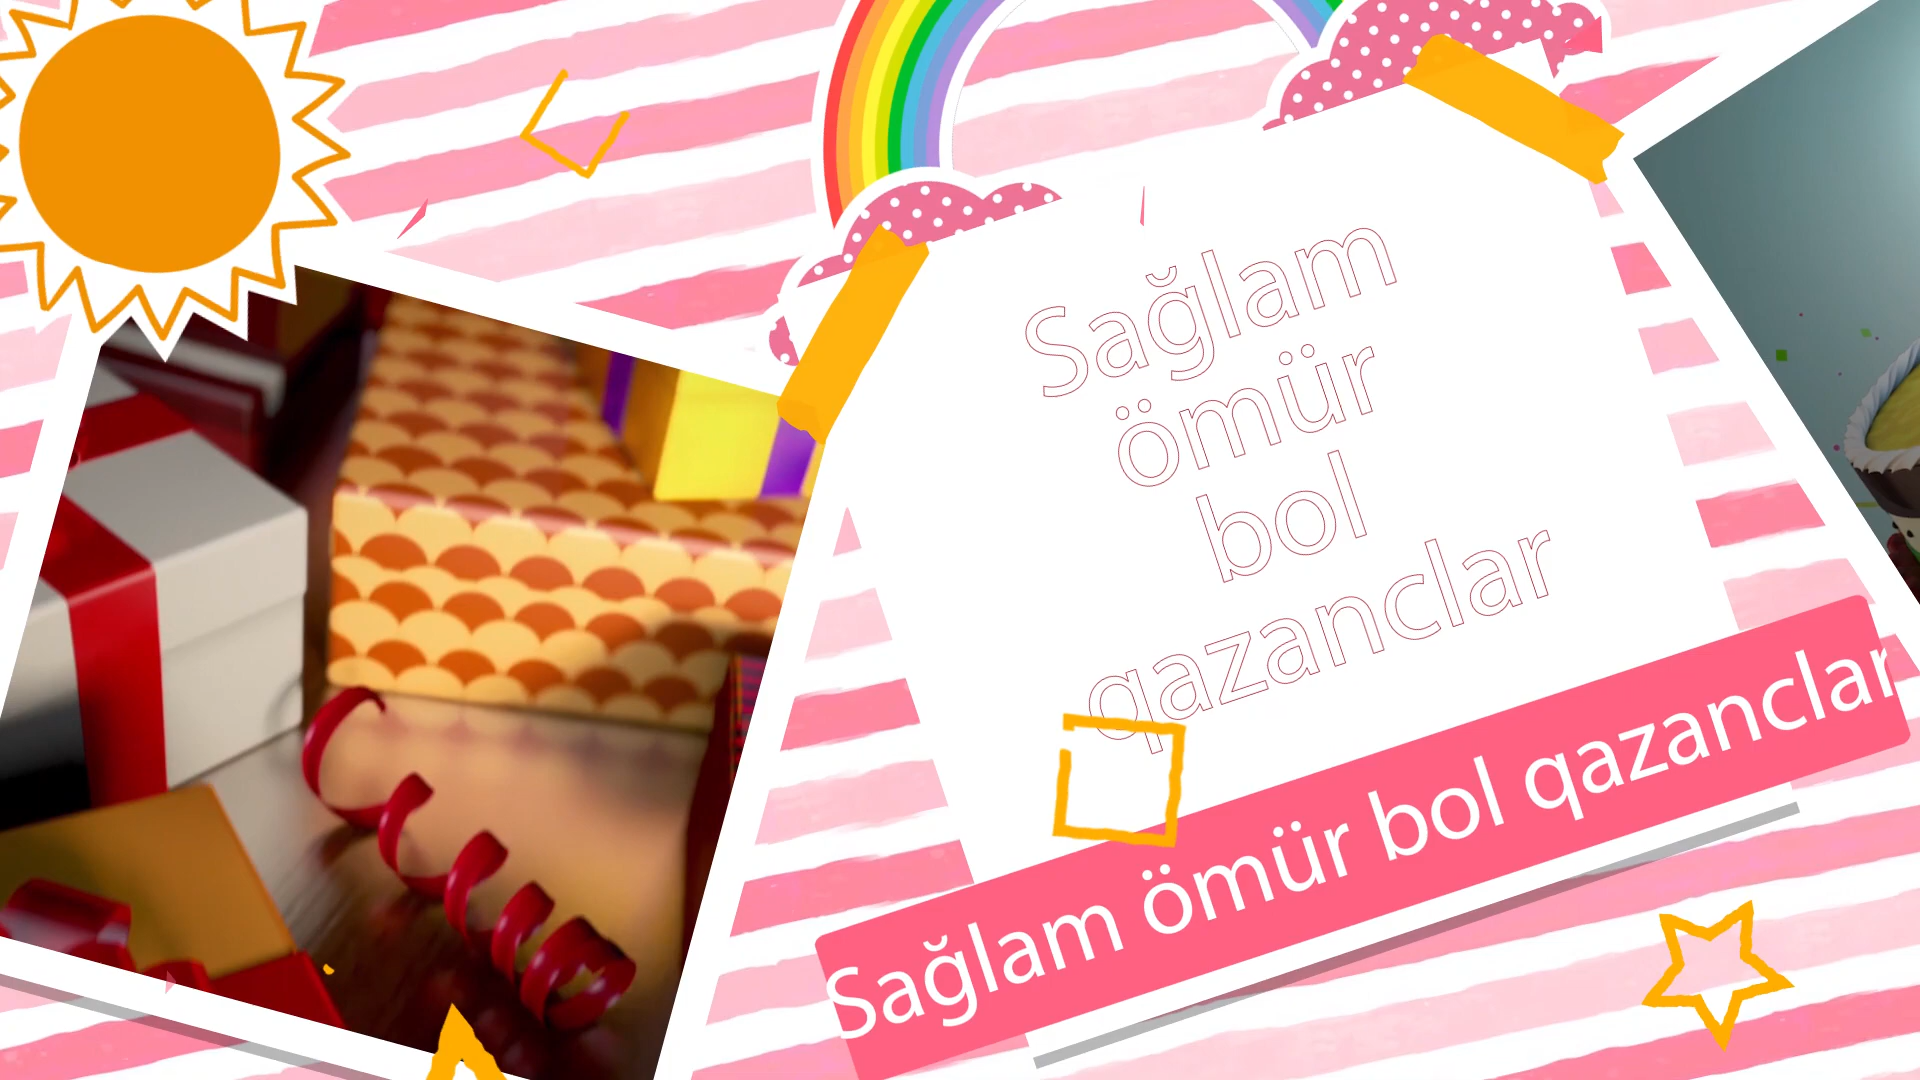 Sağlam
ömür
bol
qazanclar
Sağlam ömür bol qazanclar